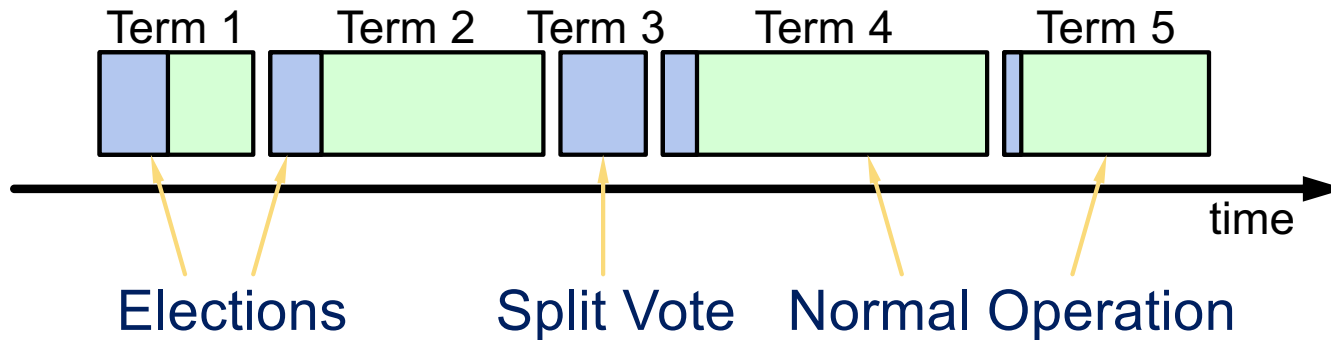 Term 1 Term 2 Term 3 Term 4 Term 5
time
Elections Split Vote Normal Operation